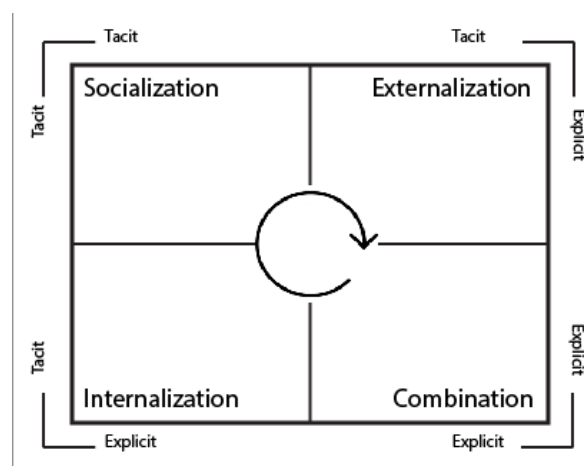 Tacit
Tacit
Tacit
Socialization
Externalization
Explicit
Tacit
Internalization
Combination
Explicit
Explicit
Explicit